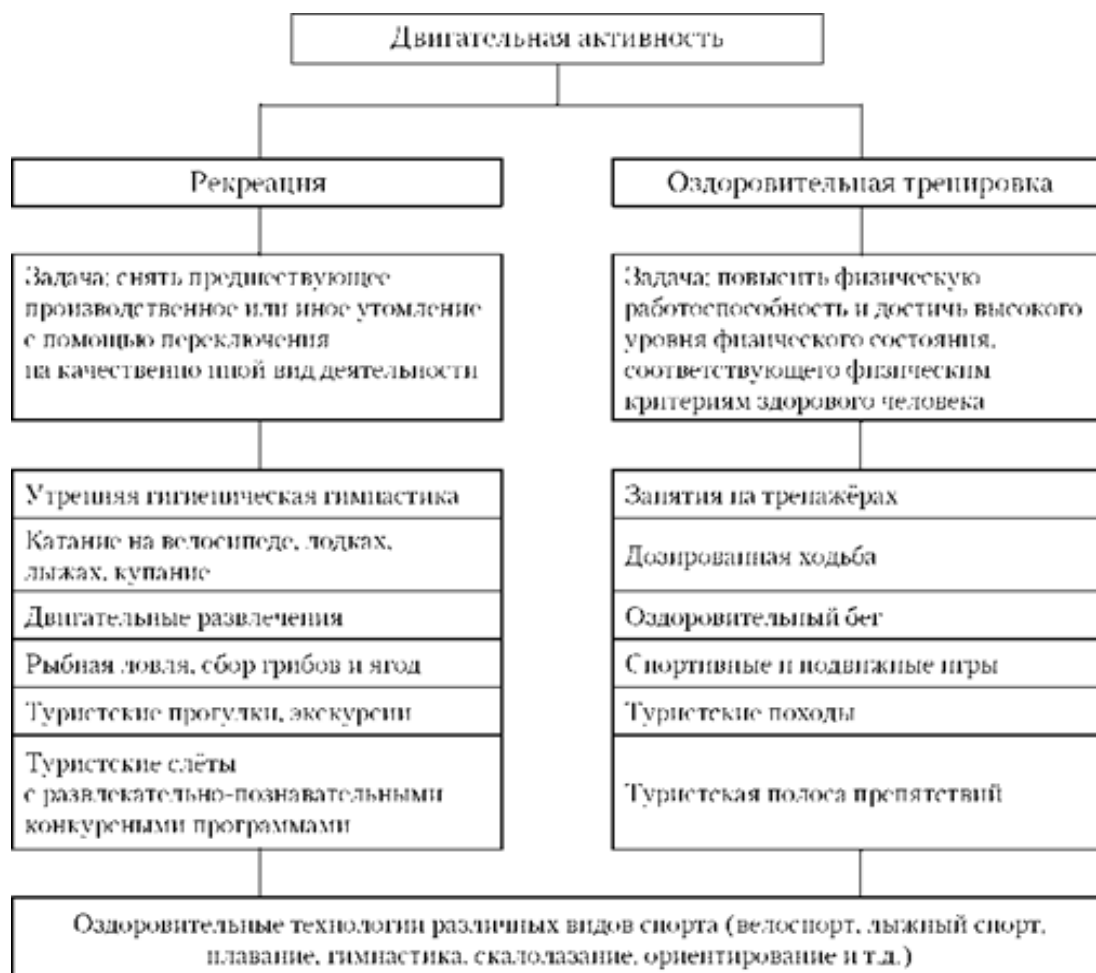 Двигательная активность
Рекреация
Задача: снять предшествующее
производственное или иное утомление
с помощью переключения
на качественно иной вид деятельности
Утренняя гигиеническая гимнастика
Катание на велосипеде, лодках,
лыжах, купание
Двигательные развлечения
Рыбная ловля, сбор грибов и ягод
Туристские прогулки, экскурсии
Туристские слёты
с развлекательно-познавательными
конкурсными программами
Оздоровительная тренировка
Задача: повысить физическую
работоспособность и достичь высокого
уровня физического состояния,
соответствующего физическим
критериям здорового человека
Занятия на тренажёрах
Дозированная ходьба
Оздоровительный бег
Спортивные и подвижные игры
Туристские походы
Туристская полоса препятствий
Оздоровительные технологии различных видов спорта (велоспорт, лыжный спорт,
плавание, гимнастика, скалолазание, ориентирование и т.д.)